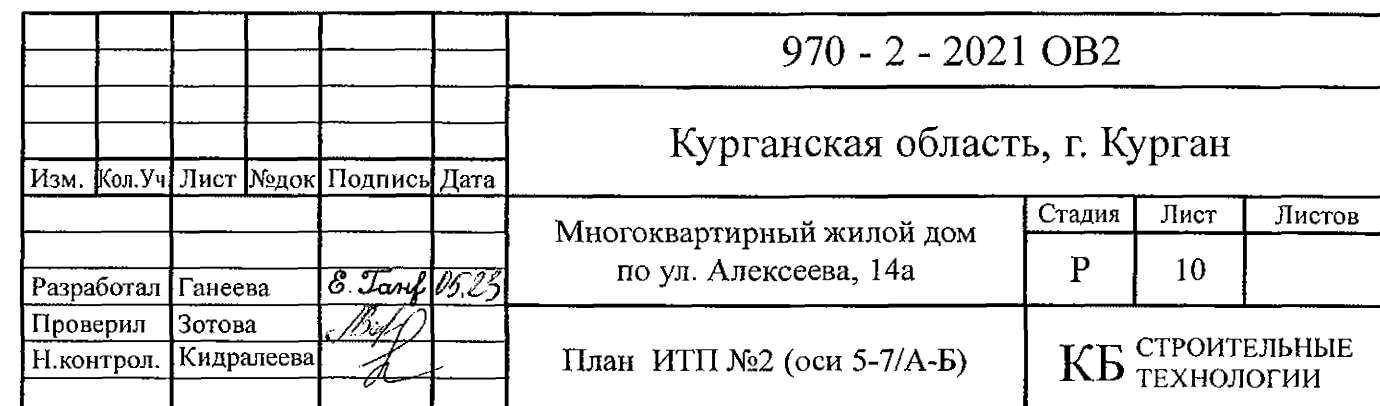 970 - 2 - 2021 ОВ2
Курганская область, г. Курган
Изм. Кол.Уч Лист №док Подпись Дата
Многоквартирный жилой дом
по ул. Алексеева, 14а
Стадия Лист Листов
Р 10
Разработал Ганеева 05.23
Проверил Зотова
Н.контрол. Кидралеева
План ИТП №2 (оси 5-7/А-Б)
КБ СТРОИТЕЛЬНЫЕ
ТЕХНОЛОГИИ